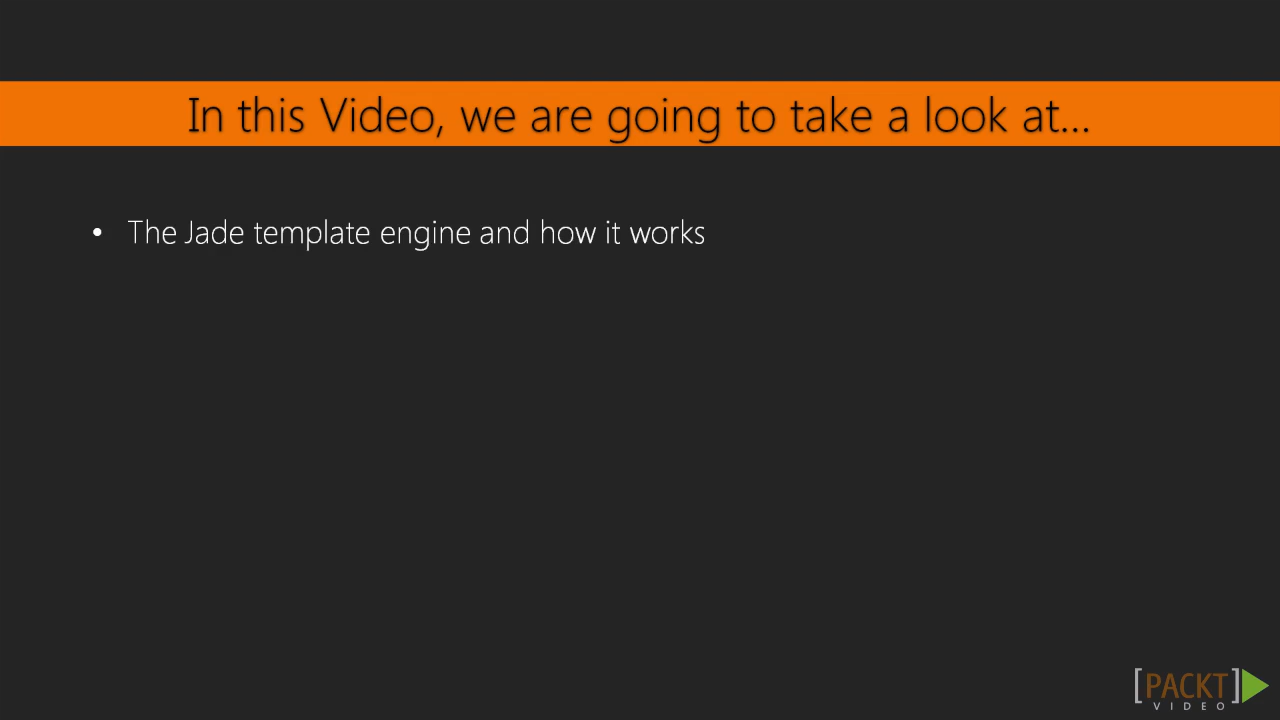 In this Video, we are going to take a look at...
• The Jade template engine and how it works
[PACKT]
VIDEO